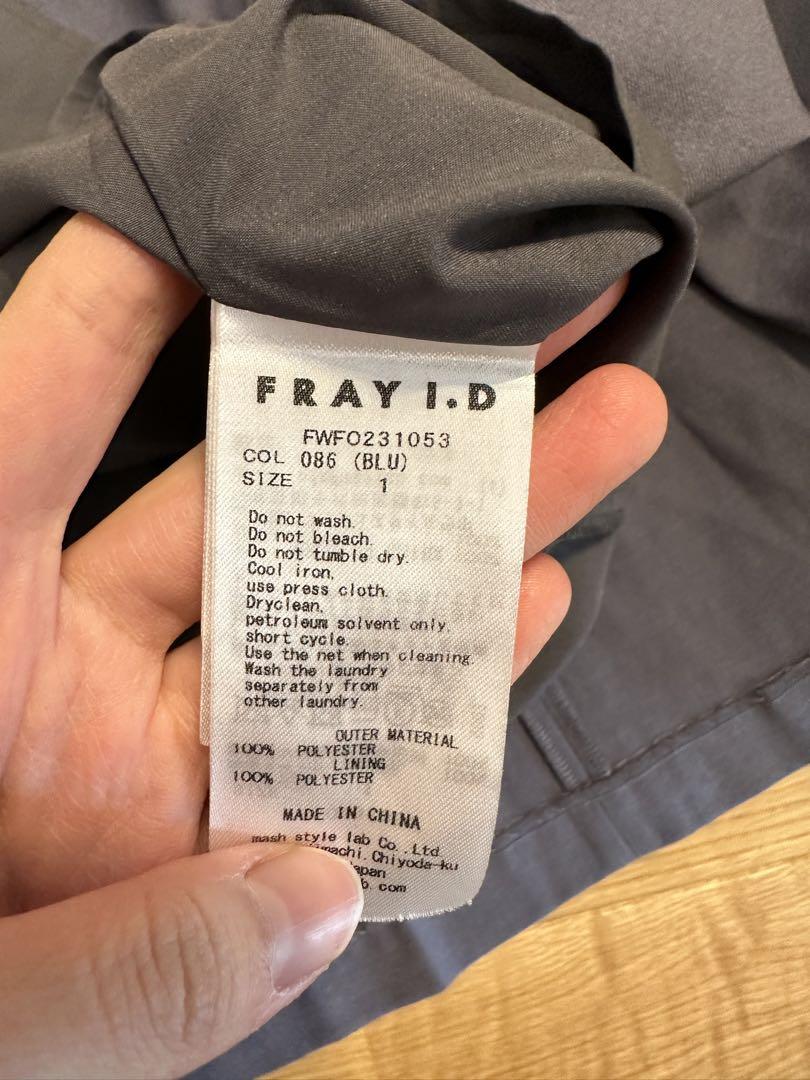 FRAY I.D
FWFO231053
COL 086 (BLU)
SIZE 1
Do not wash.
Do not bleach.
Do not tumble dry.
Cool iron,
use press cloth.
Dryclean,
petroleum solvent only,
short cycle.
Use the net when cleaning.
Wash the laundry
separately from
other laundry.
OUTER MATERIAL
100% POLYESTER
LINING
100% POLYESTER
MADE IN CHINA
mash style lab Co.,Ltd.
Chiyoda-ku
com